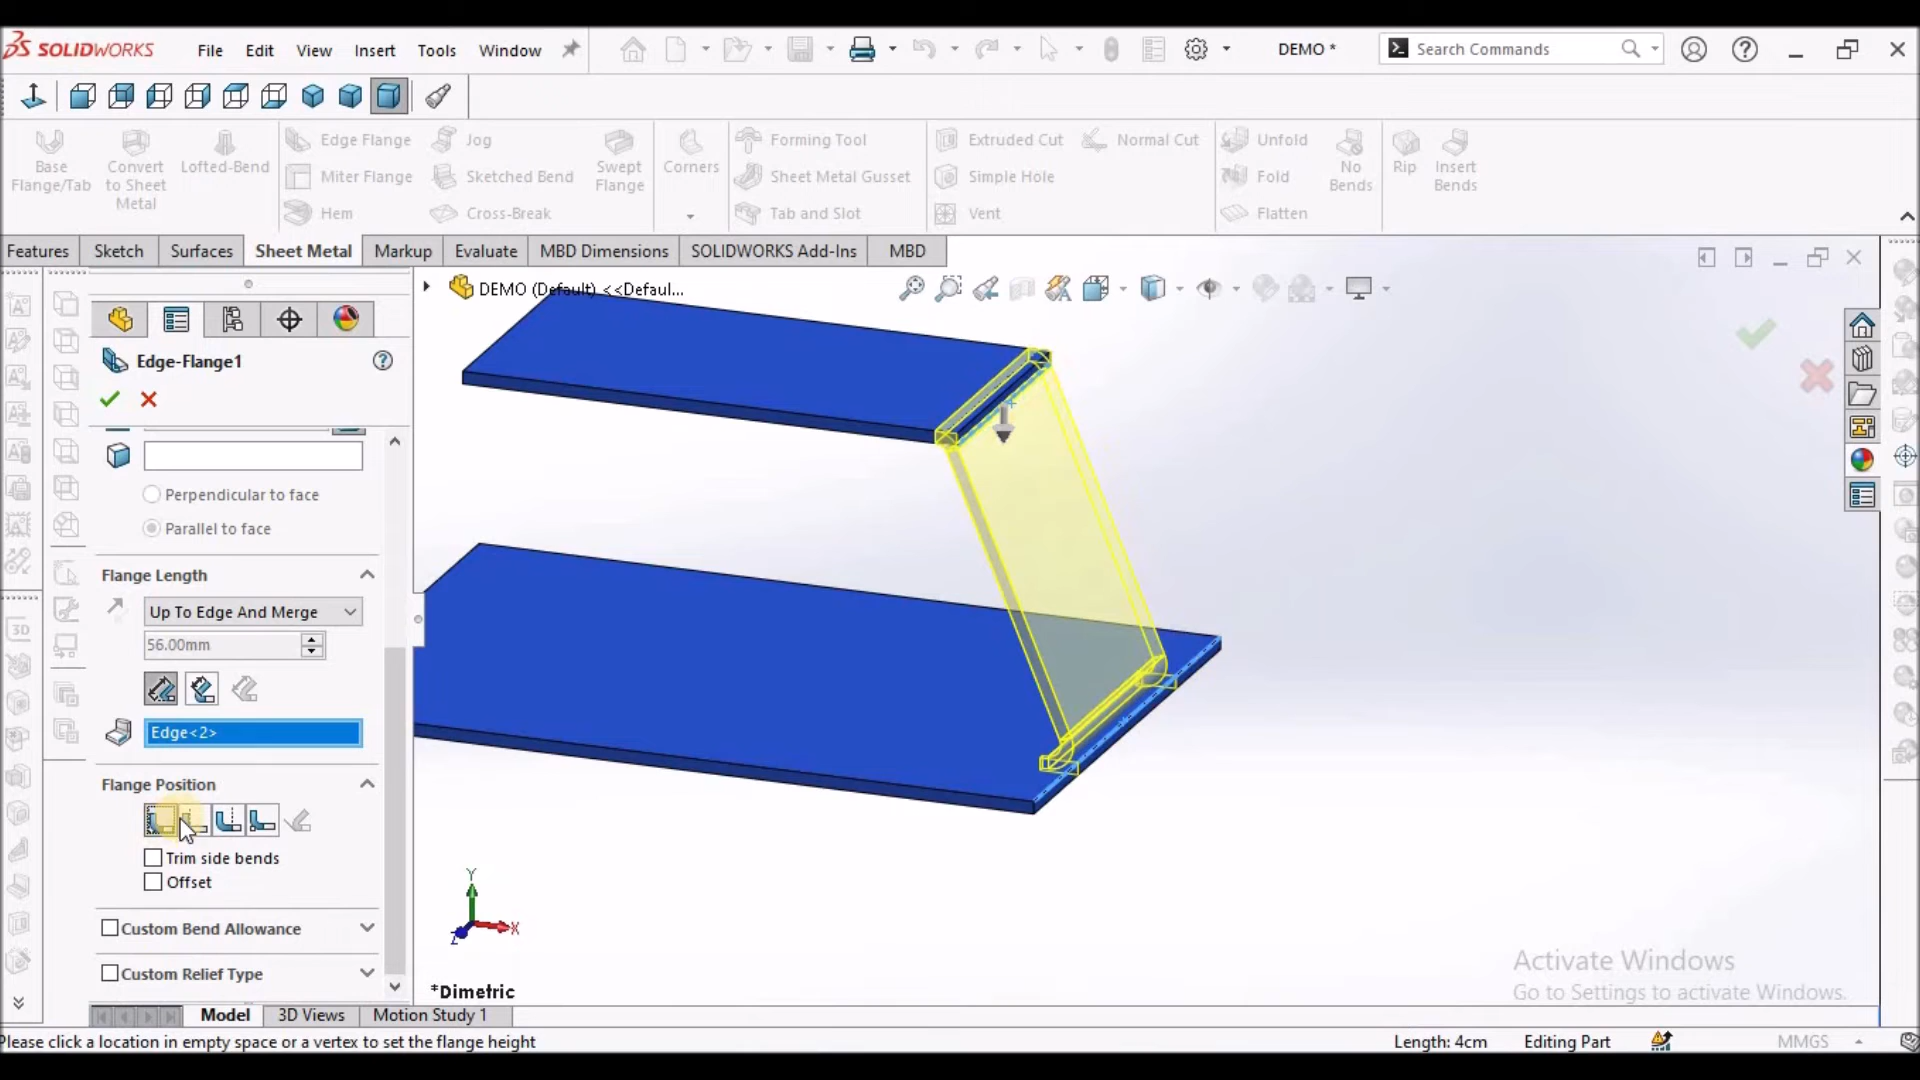 SOLIDWORKS
File Edit View Insert Tools Window
DEMO *
Search Commands
Base Flange/Tab
Convert to Sheet Metal
Lofted-Bend
Edge Flange
Miter Flange
Hem
Jog
Sketched Bend
Cross-Break
Swept Flange
Corners
Forming Tool
Sheet Metal Gusset
Tab and Slot
Extruded Cut
Simple Hole
Vent
Normal Cut
Unfold
Fold
Flatten
No Bends
Rip
Insert Bends
Features Sketch Surfaces Sheet Metal Markup Evaluate MBD Dimensions SOLIDWORKS Add-Ins MBD
DEMO (Default) <<Defaul...
Edge-Flange1
Perpendicular to face
Parallel to face
Flange Length
Up To Edge And Merge
56.00mm
Edge<2>
Flange Position
Trim side bends
Offset
Custom Bend Allowance
Custom Relief Type
3D
Y
X
Z
*Dimetric
Activate Windows
Go to Settings to activate Windows.
Model 3D Views Motion Study 1
Please click a location in empty space or a vertex to set the flange height
Length: 4cm Editing Part MMGS